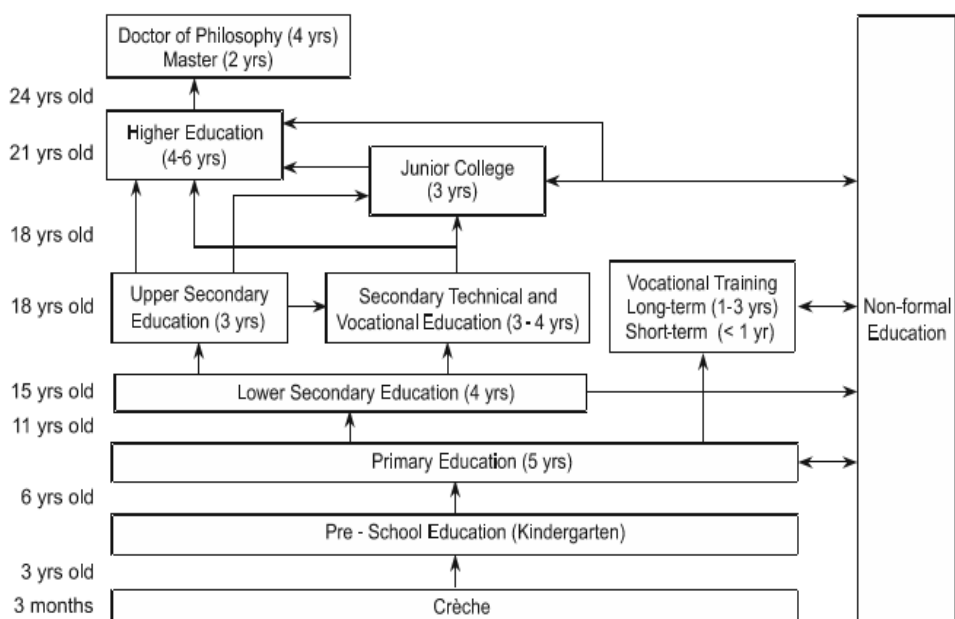 Doctor of Philosophy (4 yrs)
Master (2 yrs)
24 yrs old
Higher Education
(4-6 yrs)
21 yrs old
Junior College
(3 yrs)
18 yrs old
18 yrs old
Upper Secondary
Education (3 yrs)
Secondary Technical and
Vocational Education (3 - 4 yrs)
Vocational Training
Long-term (1-3 yrs)
Short-term (< 1 yr)
Non-formal
Education
15 yrs old
Lower Secondary Education (4 yrs)
11 yrs old
Primary Education (5 yrs)
6 yrs old
Pre - School Education (Kindergarten)
3 yrs old
3 months
Crèche